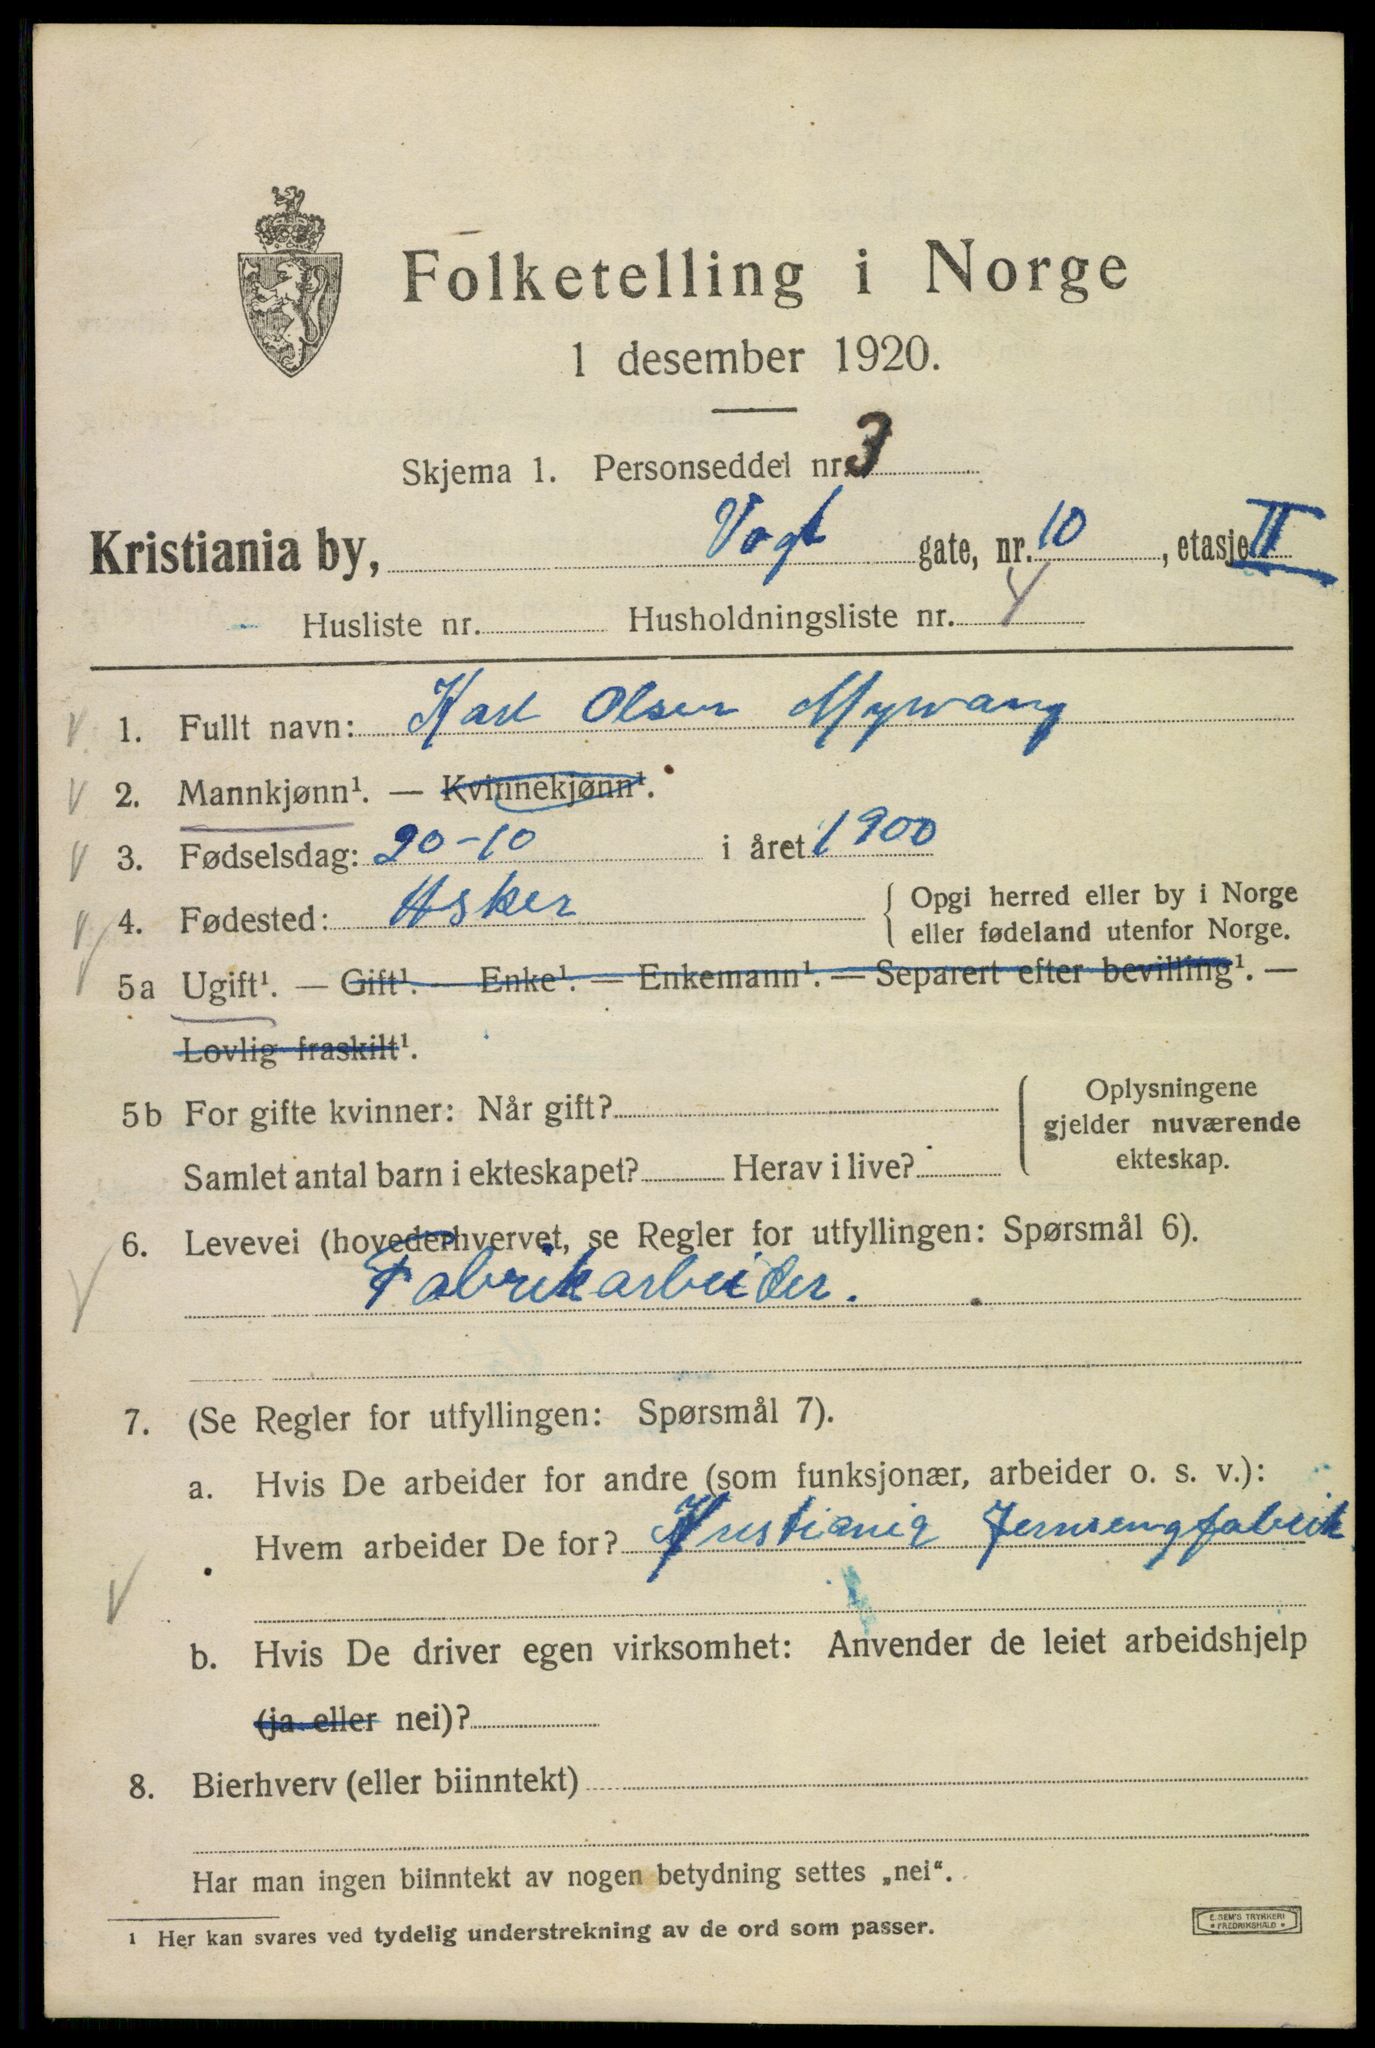 Folketelling i Norge
1 desember 1920.
Skjema 1. Personseddel nr. 3
Kristiania by, Vogt gate, nr. 10, etasje II
Husliste nr. Husholdningsliste nr. 4
1. Fullt navn: Karl Olsen Myrvang
2. Mannkjønn¹. — Kvinnekjønn¹.
3. Fødselsdag: 20-10 i året 1900
4. Fødested: Asker { Opgi herred eller by i Norge
eller fødeland utenfor Norge.
5a Ugift¹. — Gift¹. — Enke¹. — Enkemann¹. — Separert efter bevilling¹. —
Lovlig fraskilt¹.
5b For gifte kvinner: Når gift? { Oplysningene
gjelder nuværende
Samlet antal barn i ekteskapet? Herav i live? ekteskap.
6. Levevei (hovederhvervet, se Regler for utfyllingen: Spørsmål 6).
Fabrikarbeider.
7. (Se Regler for utfyllingen: Spørsmål 7).
a. Hvis De arbeider for andre (som funksjonær, arbeider o. s. v.):
Hvem arbeider De for? Kristiania Jernsengfabrik
b. Hvis De driver egen virksomhet: Anvender de leiet arbeidshjelp
(ja eller nei)?
8. Bierhverv (eller biinntekt)
Har man ingen biinntekt av nogen betydning settes „nei“.
1 Her kan svares ved tydelig understrekning av de ord som passer.
E. SEM'S TRYKKERI
* FREDRIKSHALD *